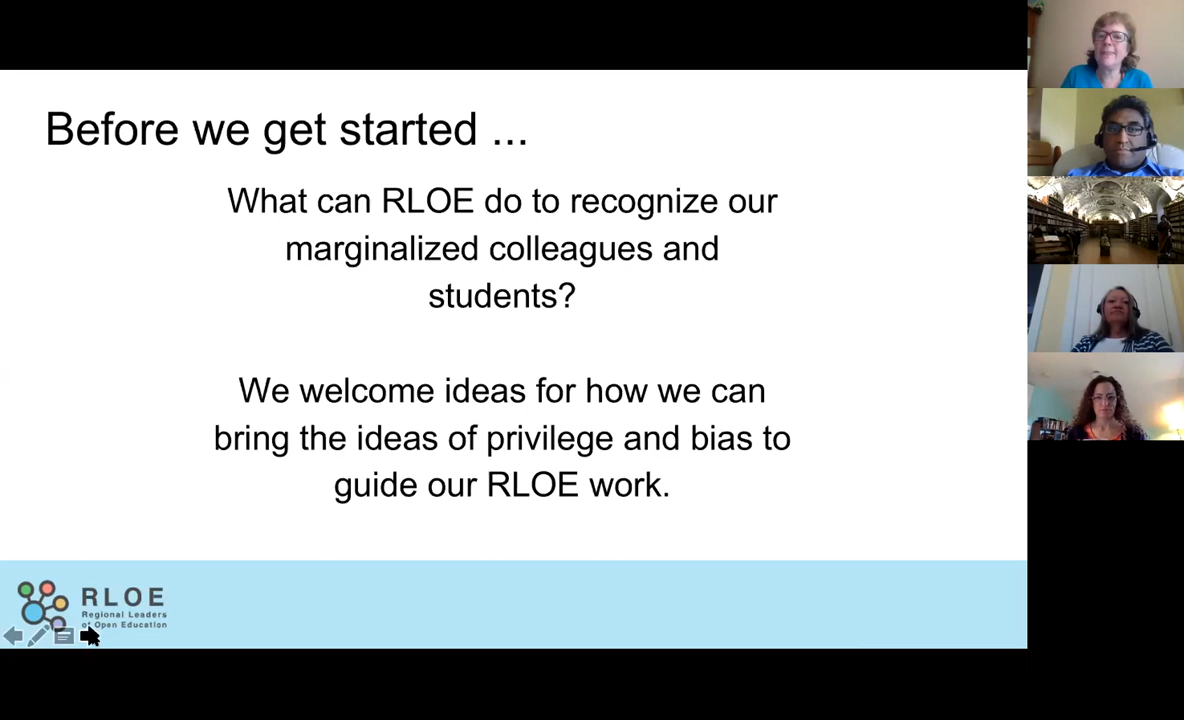 Before we get started ...
What can RLOE do to recognize our
marginalized colleagues and
students?
We welcome ideas for how we can
bring the ideas of privilege and bias to
guide our RLOE work.
RLOE
Regional Leaders
of Open Education